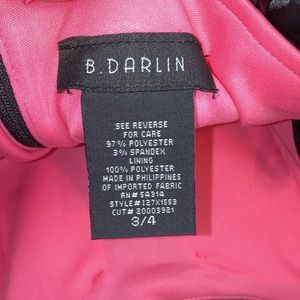 B.DARLIN
SEE REVERSE
FOR CARE
97% POLYESTER
3% SPANDEX
LINING
100% POLYESTER
MADE IN PHILIPPINES
OF IMPORTED FABRIC
RN# 54314
STYLE# I27X1553
CUT# 20003921
3/4